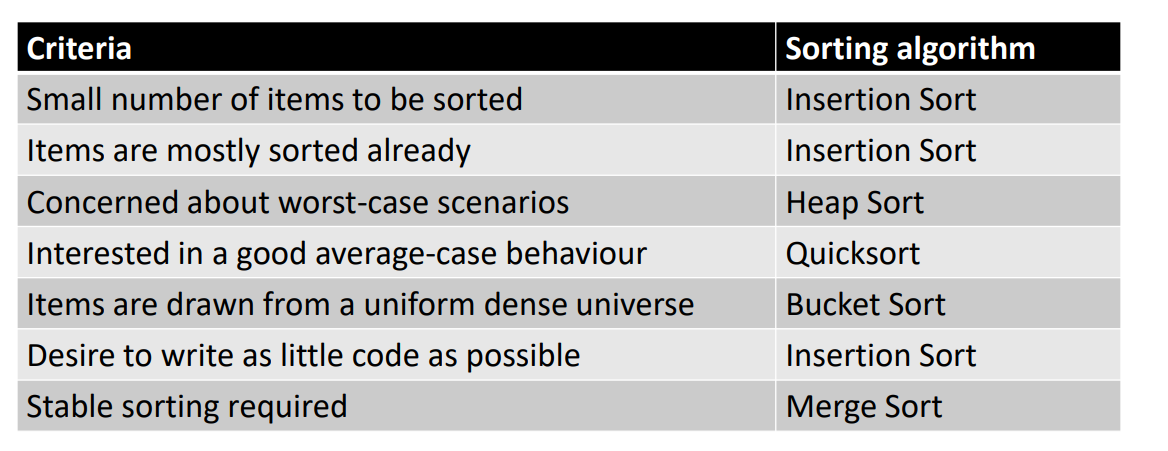 Criteria Sorting algorithm
Small number of items to be sorted Insertion Sort
Items are mostly sorted already Insertion Sort
Concerned about worst-case scenarios Heap Sort
Interested in a good average-case behaviour Quicksort
Items are drawn from a uniform dense universe Bucket Sort
Desire to write as little code as possible Insertion Sort
Stable sorting required Merge Sort